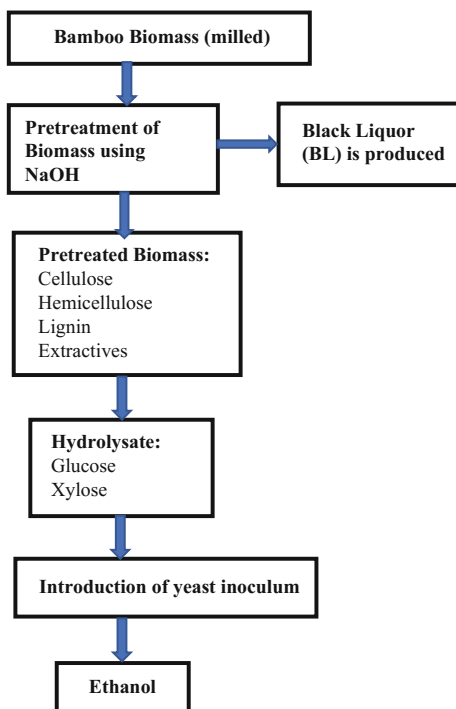 Bamboo Biomass (milled)
Pretreatment of
Biomass using
NaOH
Black Liquor
(BL) is produced
Pretreated Biomass:
Cellulose
Hemicellulose
Lignin
Extractives
Hydrolysate:
Glucose
Xylose
Introduction of yeast inoculum
Ethanol